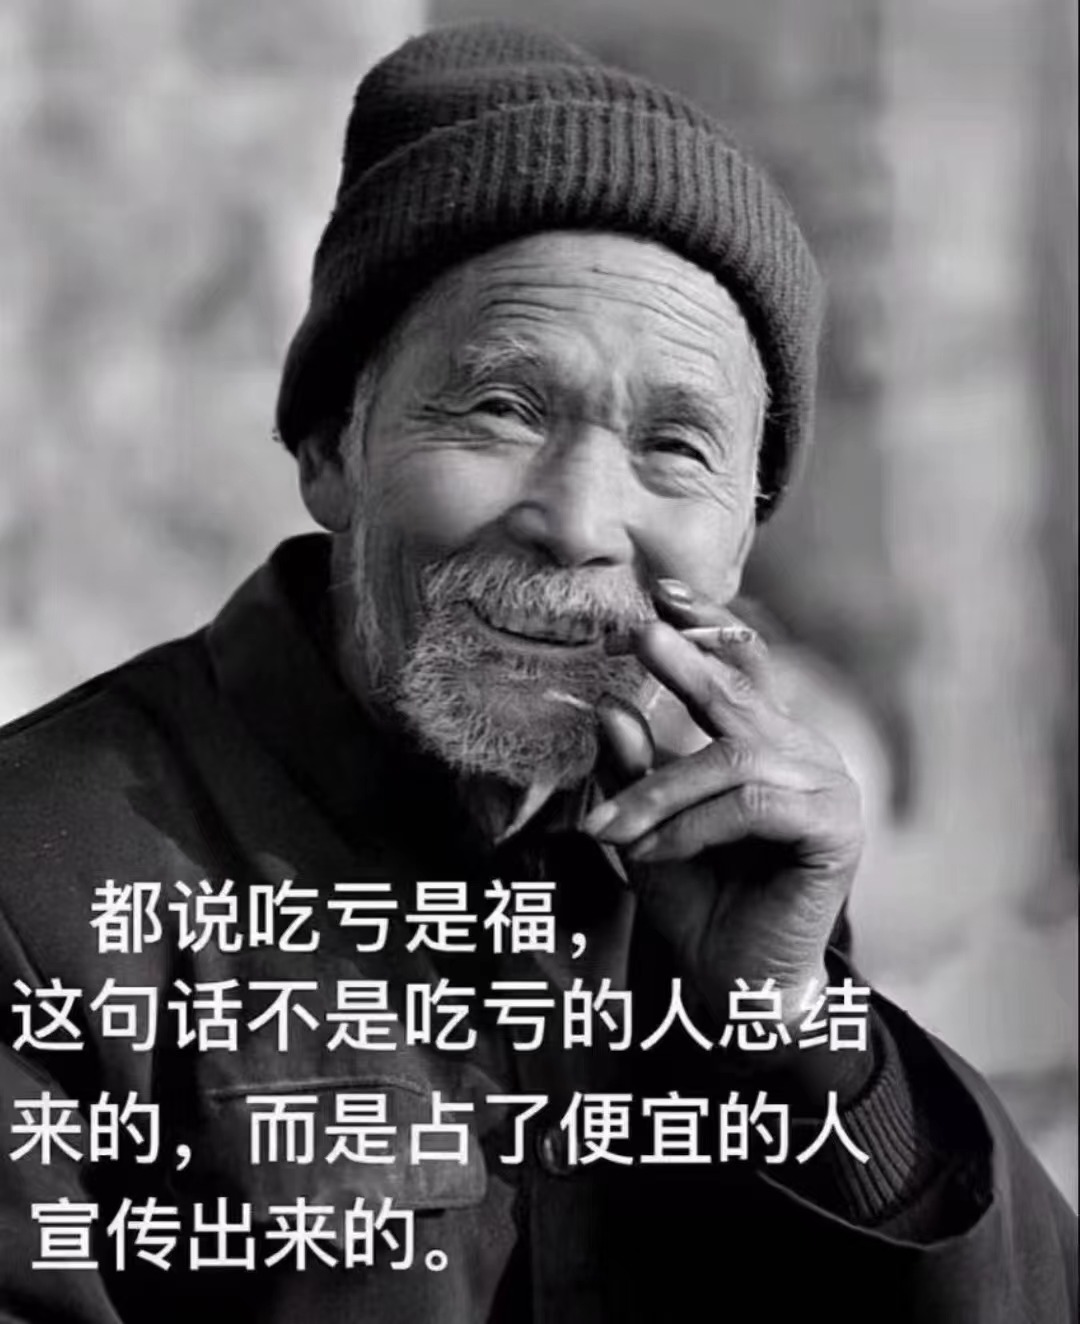 都说吃亏是福，
这句话不是吃亏的人总结
来的，而是占了便宜的人
宣传出来的。